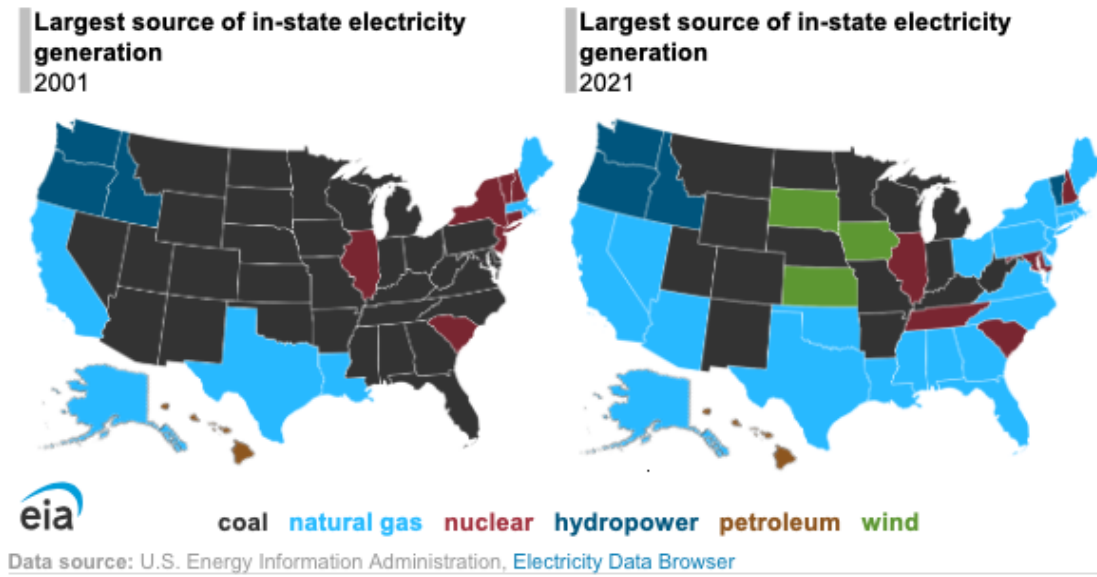 Largest source of in-state electricity
generation
2001
Largest source of in-state electricity
generation
2021
eia
coal natural gas nuclear hydropower petroleum wind
Data source: U.S. Energy Information Administration, Electricity Data Browser